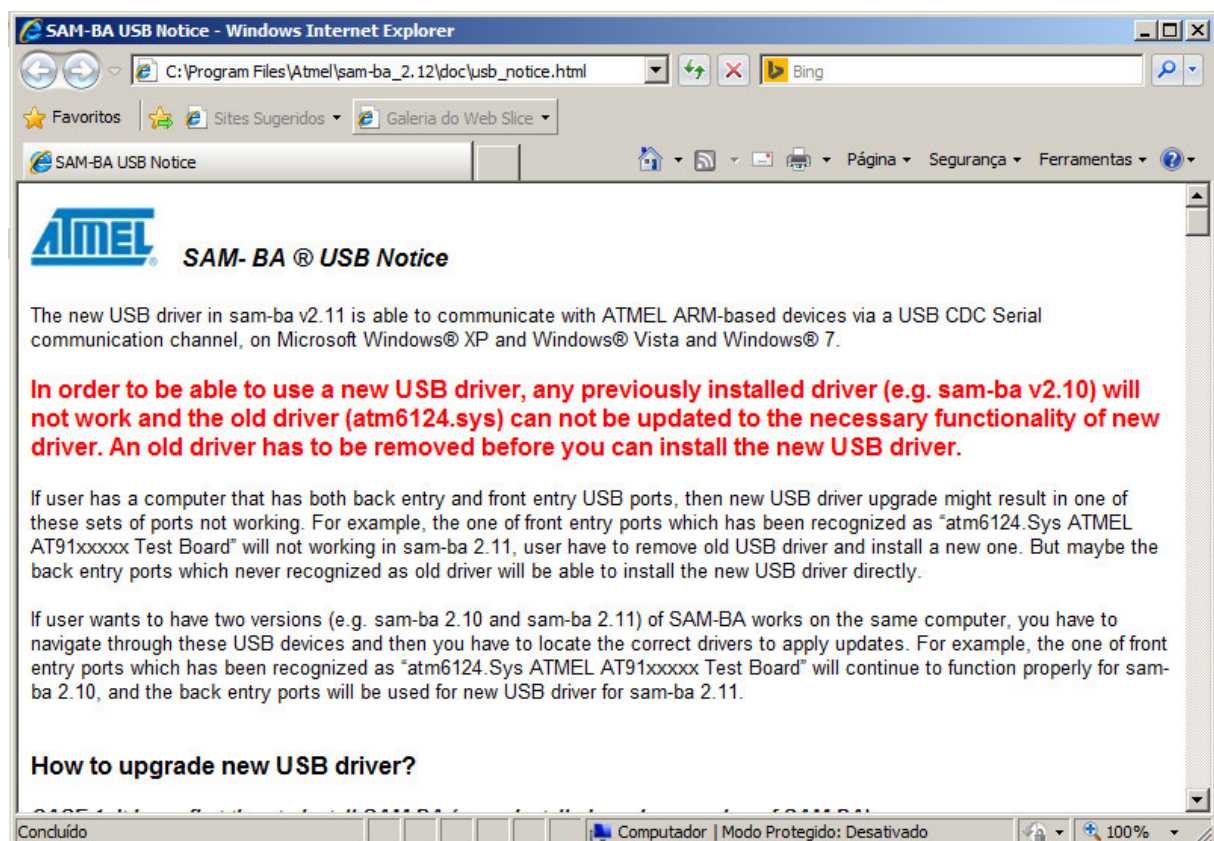 SAM-BA USB Notice - Windows Internet Explorer
C:\Program Files\Atmel\sam-ba_2.12\doc\usb_notice.html
Bing
Favoritos
Sites Sugeridos
Galeria do Web Slice
SAM-BA USB Notice
Página
Segurança
Ferramentas
ATMEL
SAM- BA ® USB Notice
The new USB driver in sam-ba v2.11 is able to communicate with ATMEL ARM-based devices via a USB CDC Serial
communication channel, on Microsoft Windows® XP and Windows® Vista and Windows® 7.
In order to be able to use a new USB driver, any previously installed driver (e.g. sam-ba v2.10) will
not work and the old driver (atm6124.sys) can not be updated to the necessary functionality of new
driver. An old driver has to be removed before you can install the new USB driver.
If user has a computer that has both back entry and front entry USB ports, then new USB driver upgrade might result in one of
these sets of ports not working. For example, the one of front entry ports which has been recognized as “atm6124.Sys ATMEL
AT91xxxxx Test Board” will not working in sam-ba 2.11, user have to remove old USB driver and install a new one. But maybe the
back entry ports which never recognized as old driver will be able to install the new USB driver directly.
If user wants to have two versions (e.g. sam-ba 2.10 and sam-ba 2.11) of SAM-BA works on the same computer, you have to
navigate through these USB devices and then you have to locate the correct drivers to apply updates. For example, the one of front
entry ports which has been recognized as “atm6124.Sys ATMEL AT91xxxxx Test Board” will continue to function properly for sam-
ba 2.10, and the back entry ports will be used for new USB driver for sam-ba 2.11.
How to upgrade new USB driver?
Concluído
Computador | Modo Protegido: Desativado
100%